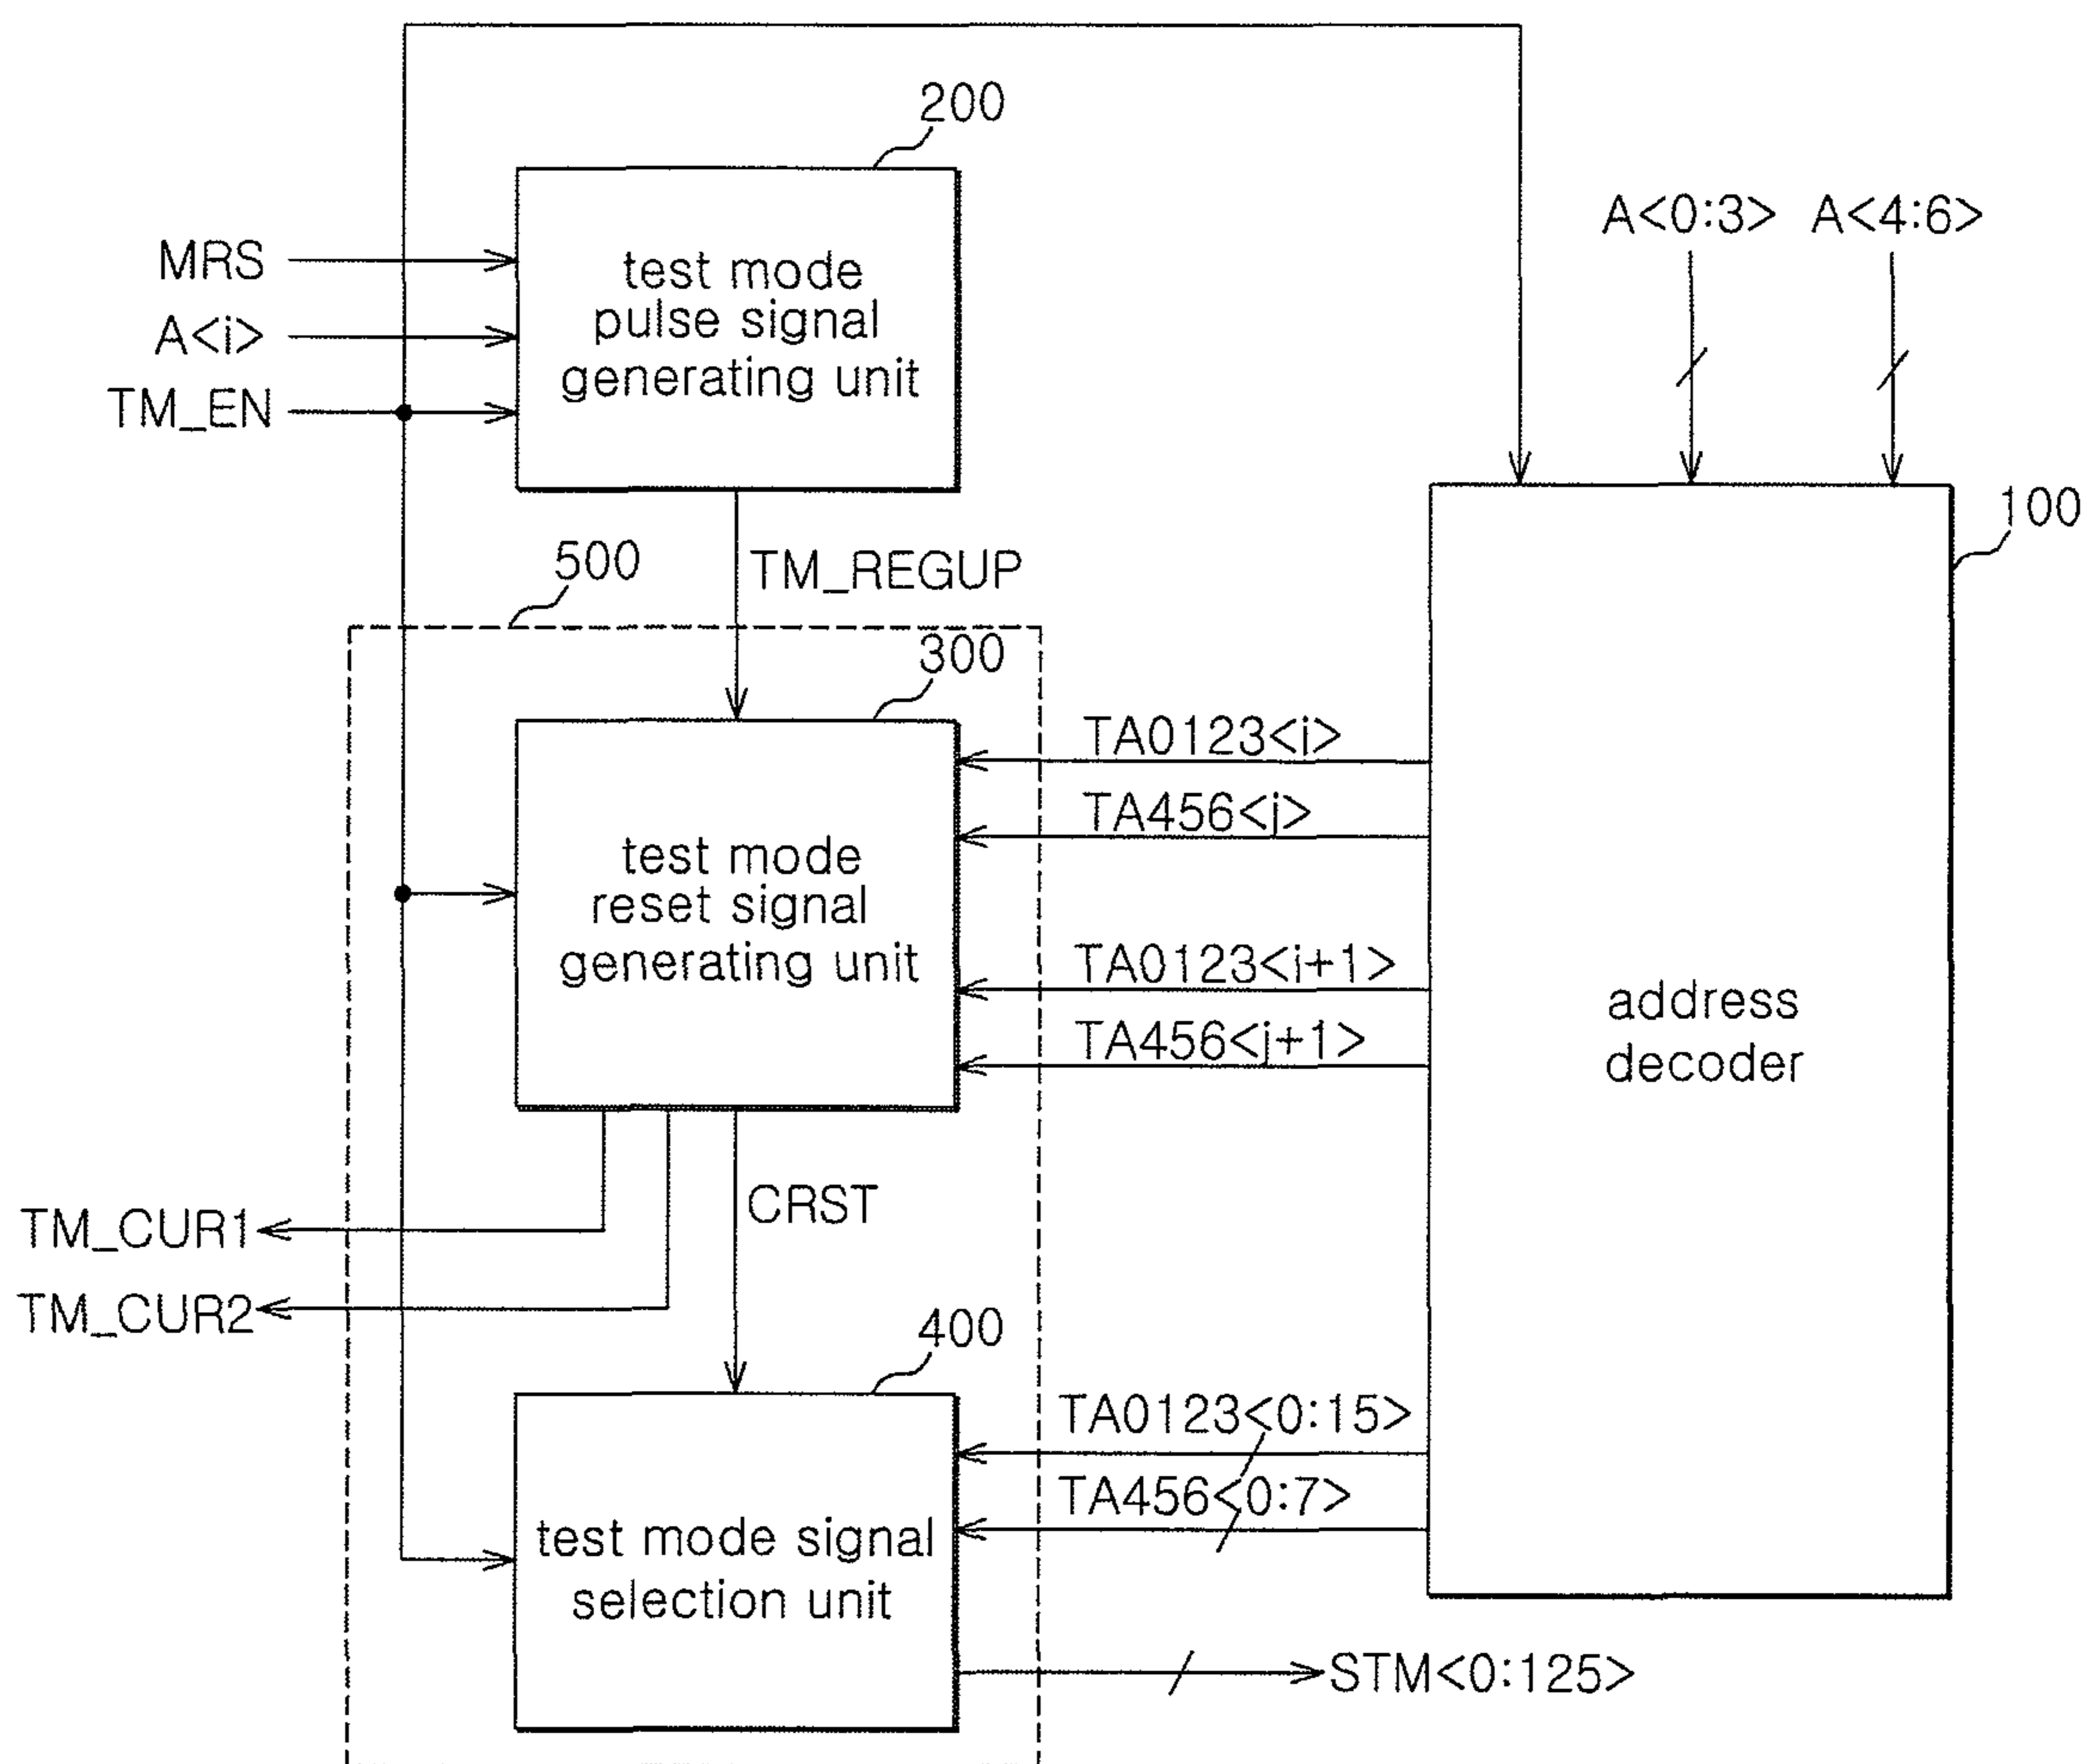 200
A<0:3> A<4:6>
MRS
A<i>
TM_EN
test mode
pulse signal
generating unit
100
500
TM_REGUP
300
TA0123<i>
TA456<j>
test mode
reset signal
generating unit
TA0123<i+1>
TA456<j+1>
address
decoder
CRST
TM_CUR1
TM_CUR2
400
TA0123<0:15>
TA456<0:7>
test mode signal
selection unit
STM<0:125>